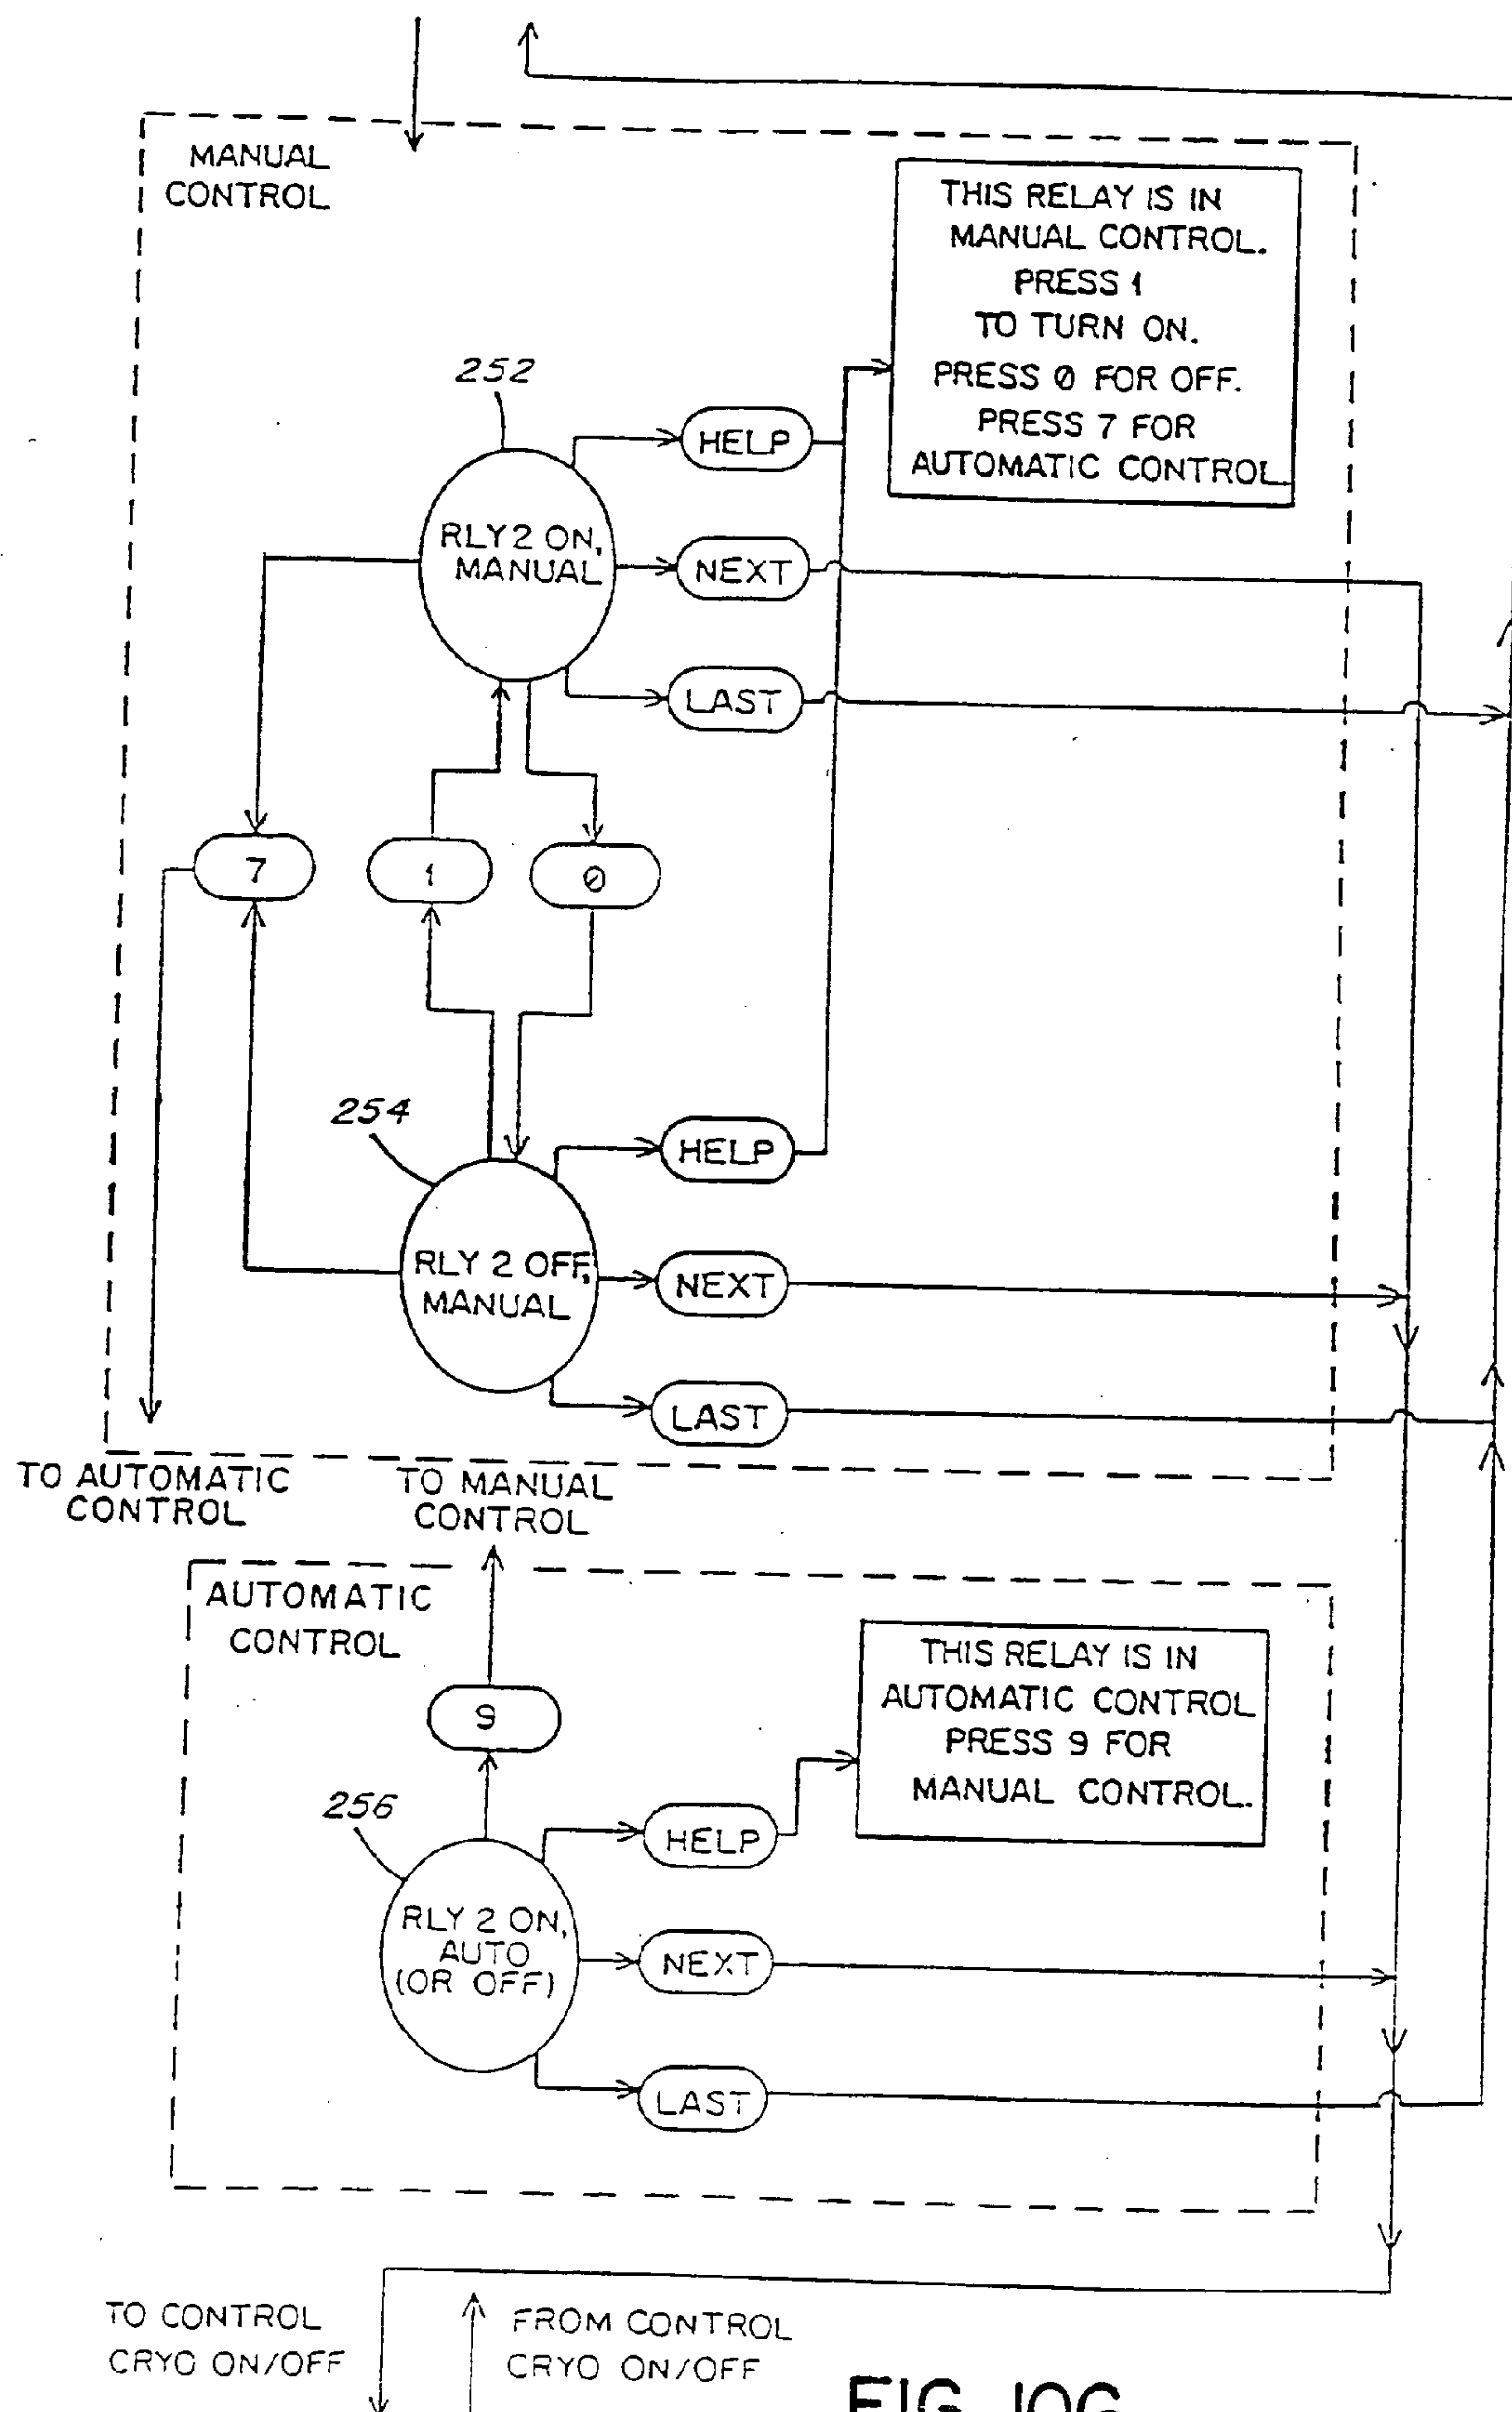 MANUAL
CONTROL
THIS RELAY IS IN
MANUAL CONTROL.
PRESS 1
TO TURN ON.
PRESS 0 FOR OFF.
PRESS 7 FOR
AUTOMATIC CONTROL
252
HELP
RLY 2 ON,
MANUAL
NEXT
LAST
7
1
0
254
HELP
RLY 2 OFF,
MANUAL
NEXT
LAST
TO AUTOMATIC
CONTROL
TO MANUAL
CONTROL
AUTOMATIC
CONTROL
THIS RELAY IS IN
AUTOMATIC CONTROL
PRESS 9 FOR
MANUAL CONTROL.
9
256
HELP
RLY 2 ON,
AUTO
(OR OFF)
NEXT
LAST
TO CONTROL
CRYO ON/OFF
FROM CONTROL
CRYO ON/OFF
FIG.